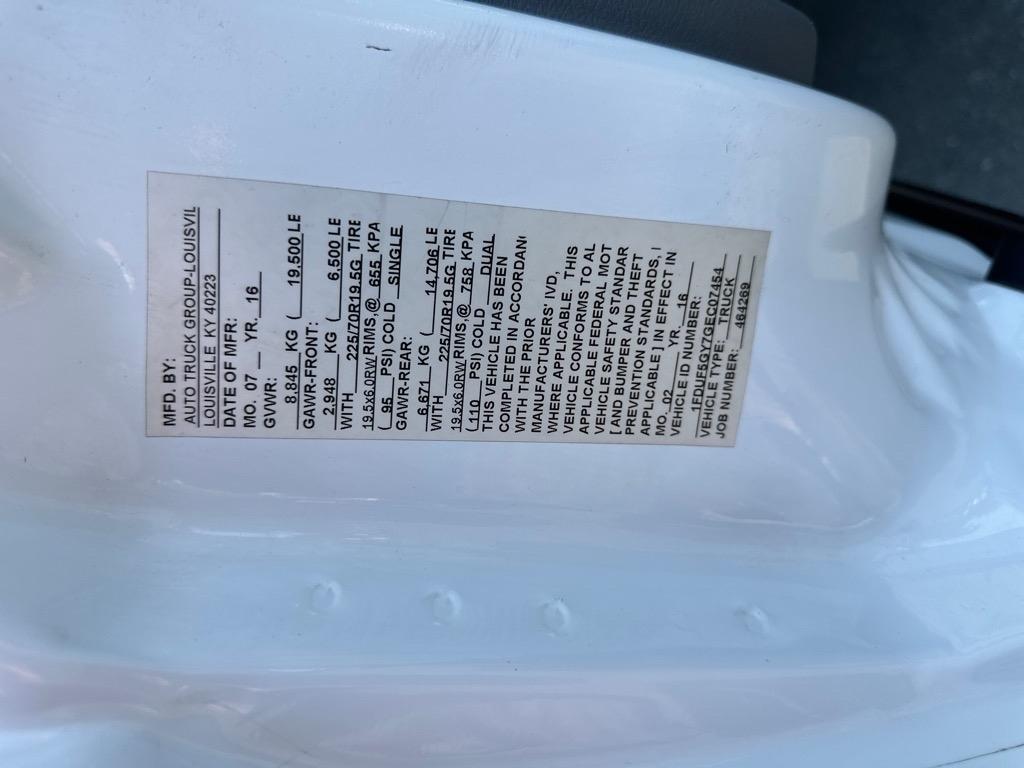 MFD. BY:
AUTO TRUCK GROUP-LOUISVIL
LOUISVILLE KY 40223
DATE OF MFR:
MO. 07 YR. 16
GVWR:
8,845 KG ( 19,500 LE
GAWR-FRONT:
2,948 KG ( 6,500 LE
WITH 225/70R19.5G TIRE
19.5x6.0RW RIMS,@ 655 KPA
( 95 PSI) COLD SINGLE
GAWR-REAR:
6,671 KG ( 14,706 LE
WITH 225/70R19.5G TIRE
19.5x6.0RW RIMS,@ 758 KPA
( 110 PSI) COLD DUAL
THIS VEHICLE HAS BEEN
COMPLETED IN ACCORDAN
WITH THE PRIOR
MANUFACTURERS' IVD,
WHERE APPLICABLE. THIS
VEHICLE CONFORMS TO AL
APPLICABLE FEDERAL MOT
VEHICLE SAFETY STANDAR
[ AND BUMPER AND THEFT
PREVENTION STANDARDS, I
APPLICABLE ] IN EFFECT IN
MO. 02 YR. 16
VEHICLE ID NUMBER:
1FDUF5GY7GEC07454
VEHICLE TYPE: TRUCK
JOB NUMBER: 464269